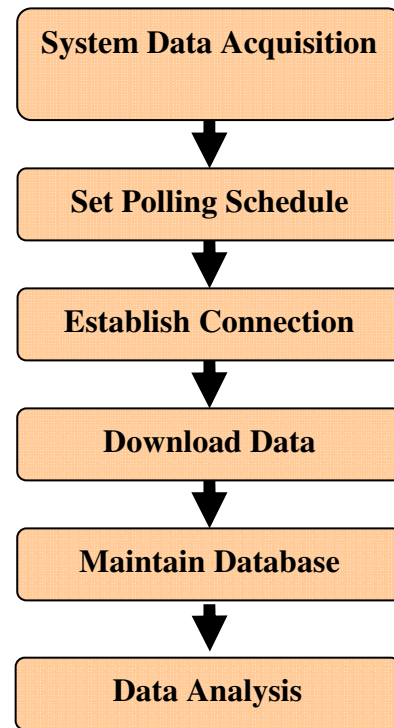 System Data Acquisition
Set Polling Schedule
Establish Connection
Download Data
Maintain Database
Data Analysis